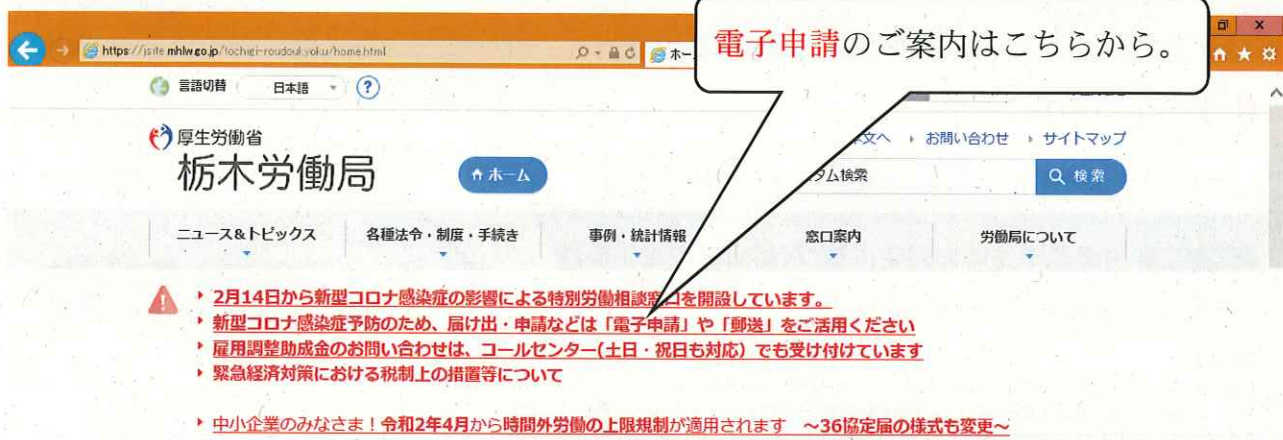 電子申請のご案内はこちらから。
https://jsite.mhlw.go.jp/tochigi-roudoukyoku/home.html
ホー
言語切替 日本語 ?
厚生労働省
栃木労働局
ホーム
文へ お問い合わせ サイトマップ
タム検索 検索
ニュース&トピックス 各種法令・制度・手続き 事例・統計情報 窓口案内 労働局について
2月14日から新型コロナ感染症の影響による特別労働相談窓口を開設しています。
新型コロナ感染症予防のため、届け出・申請などは「電子申請」や「郵送」をご活用ください
雇用調整助成金のお問い合わせは、コールセンター(土日・祝日も対応)でも受け付けています
緊急経済対策における税制上の措置等について
中小企業のみなさま!令和2年4月から時間外労働の上限規制が適用されます ~36協定届の様式も変更~